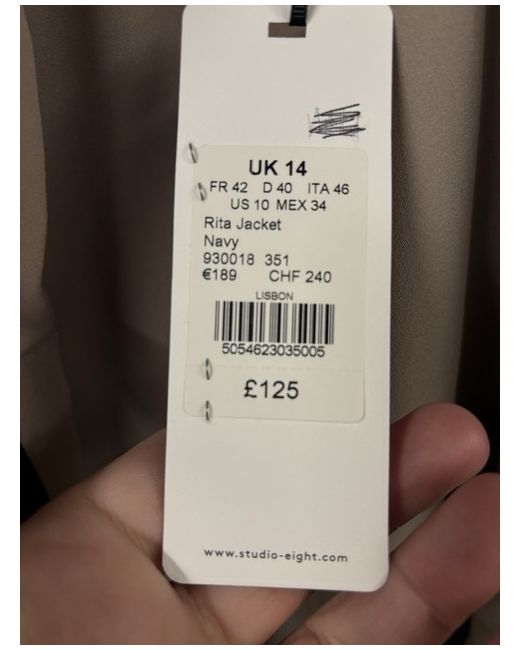 UK 14
FR 42 D 40 ITA 46
US 10 MEX 34
Rita Jacket
Navy
930018 351
€189 CHF 240
LISBON
5054623035005
£125
www.studio-eight.com